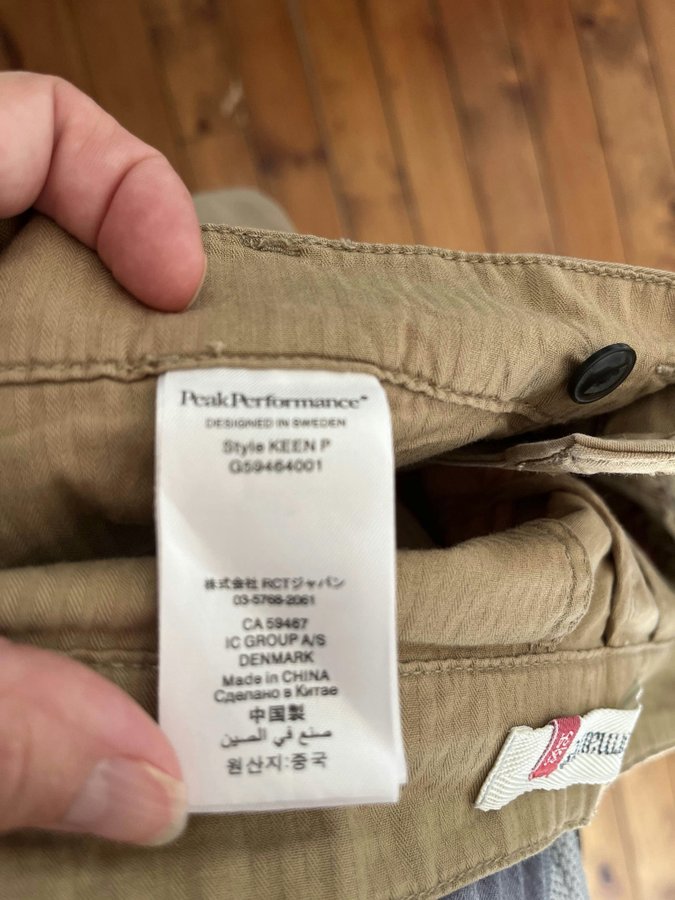 PeakPerformance®
DESIGNED IN SWEDEN
Style KEEN P
G59464001
株式会社 RCTジャパン
03-5768-2061
CA 59467
IC GROUP A/S
DENMARK
Made in CHINA
Сделано в Китае
中国製
صنع في الصين
원산지:중국